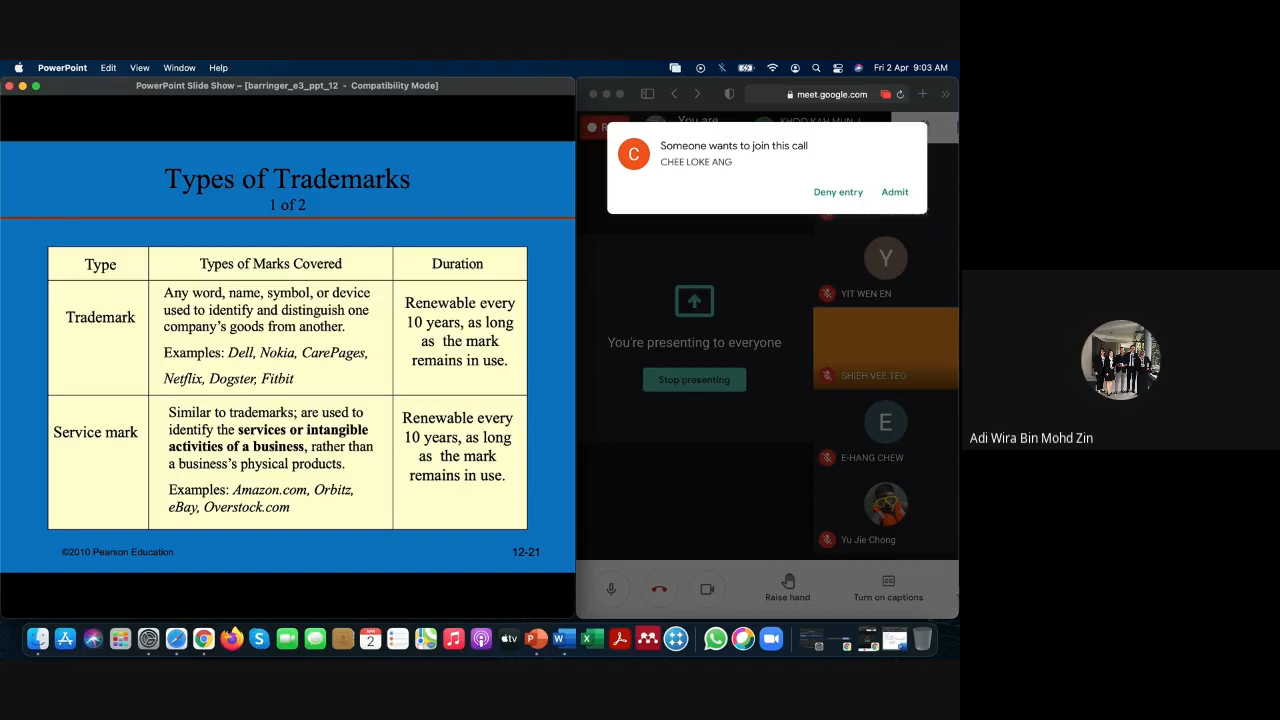 PowerPoint Edit View Window Help
Fri 2 Apr 9:03 AM
PowerPoint Slide Show – [barringer_e3_ppt_12 - Compatibility Mode]
meet.google.com
Types of Trademarks
1 of 2
Type
Types of Marks Covered
Duration
Trademark
Any word, name, symbol, or device
used to identify and distinguish one
company's goods from another.
Examples: Dell, Nokia, CarePages,
Netflix, Dogster, Fitbit
Renewable every
10 years, as long
as the mark
remains in use.
Service mark
Similar to trademarks; are used to
identify the services or intangible
activities of a business, rather than
a business's physical products.
Examples: Amazon.com, Orbitz,
eBay, Overstock.com
Renewable every
10 years, as long
as the mark
remains in use.
©2010 Pearson Education
12-21
You are
KHOO KAH MUN
C
Someone wants to join this call
CHEE LOKE ANG
Deny entry
Admit
You're presenting to everyone
Stop presenting
Y
YIT WEN EN
SHIEH VEE TEO
E
E-HANG CHEW
Yu Jie Chong
Raise hand
Turn on captions
Adi Wira Bin Mohd Zin
2
tv